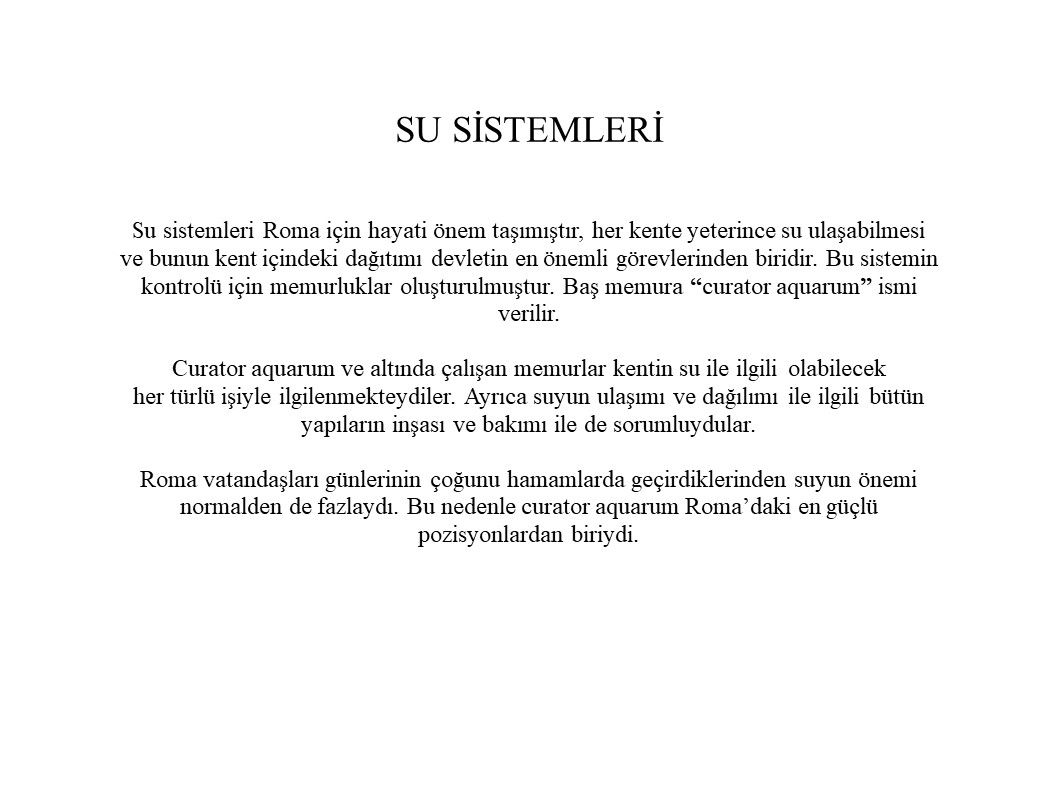 SU SİSTEMLERİ
Su sistemleri Roma için hayati önem taşımıştır, her kente yeterince su ulaşabilmesi
ve bunun kent içindeki dağıtımı devletin en önemli görevlerinden biridir. Bu sistemin
kontrolü için memurluklar oluşturulmuştur. Baş memura “curator aquarum” ismi
verilir.
Curator aquarum ve altında çalışan memurlar kentin su ile ilgili olabilecek
her türlü işiyle ilgilenmekteydiler. Ayrıca suyun ulaşımı ve dağılımı ile ilgili bütün
yapıların inşası ve bakımı ile de sorumluydular.
Roma vatandaşları günlerinin çoğunu hamamlarda geçirdiklerinden suyun önemi
normalden de fazlaydı. Bu nedenle curator aquarum Roma’daki en güçlü
pozisyonlardan biriydi.